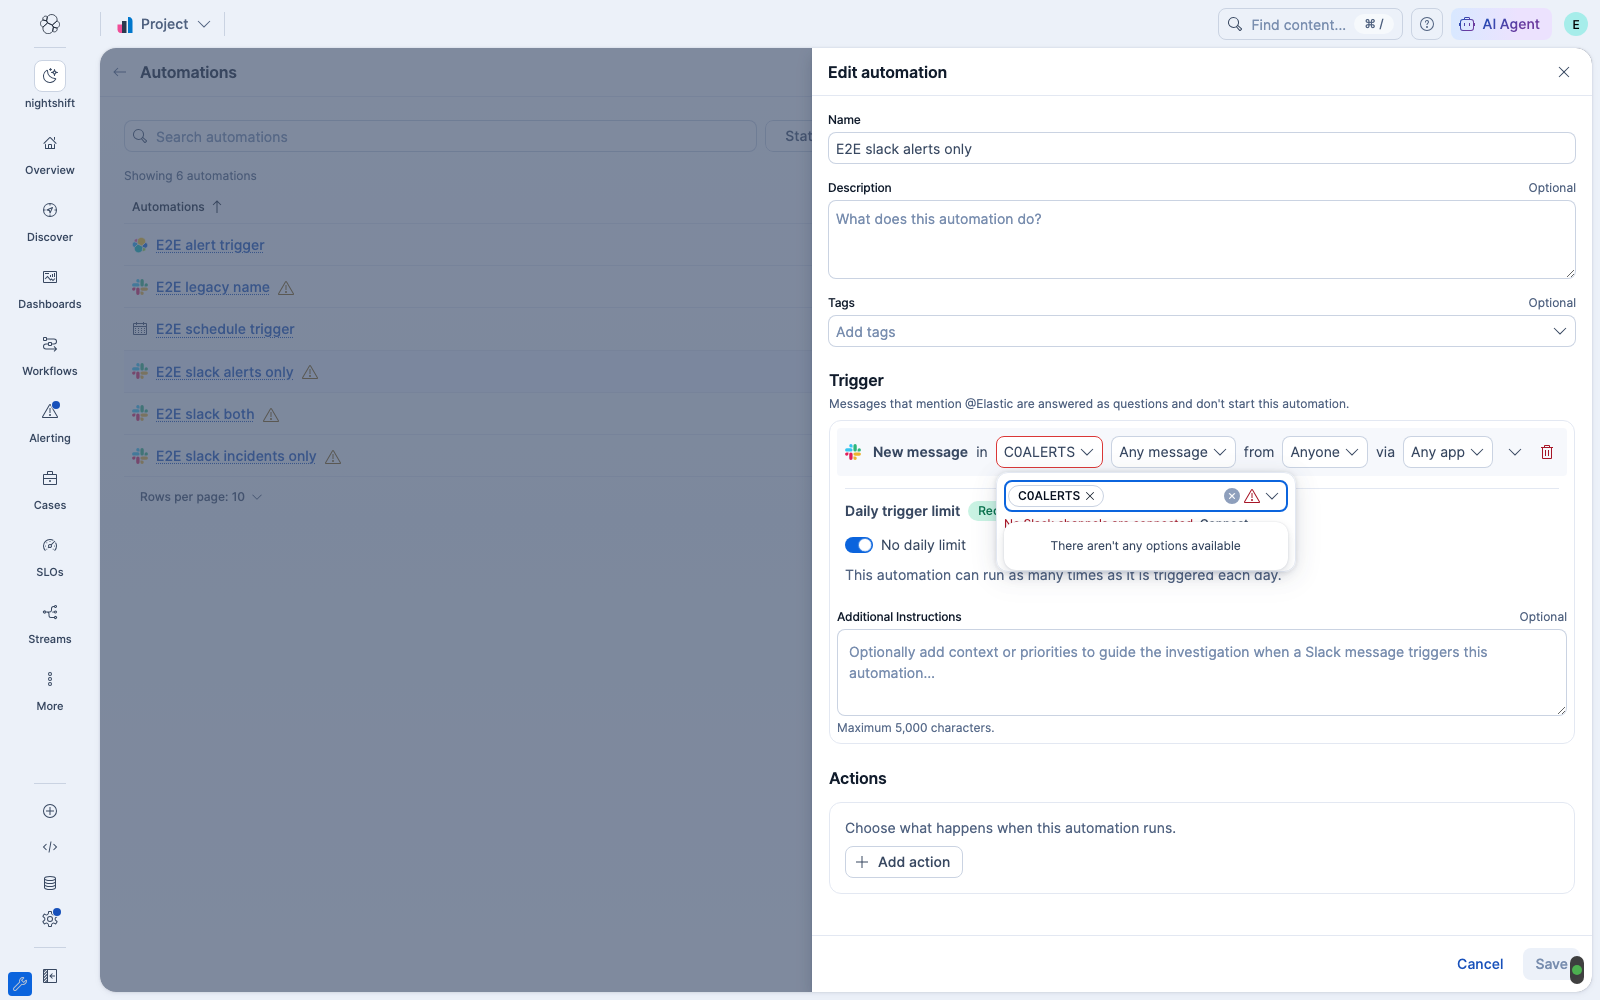 Project
Find content...
⌘ /
AI Agent
E
nightshift
Overview
Discover
Dashboards
Workflows
Alerting
Cases
SLOs
Streams
More
Automations
Search automations
Stat
Showing 6 automations
Automations
E2E alert trigger
E2E legacy name
E2E schedule trigger
E2E slack alerts only
E2E slack both
E2E slack incidents only
Rows per page: 10
Edit automation
Name
E2E slack alerts only
Description
Optional
What does this automation do?
Tags
Optional
Add tags
Trigger
Messages that mention @Elastic are answered as questions and don't start this automation.
New message in C0ALERTS Any message from Anyone via Any app
C0ALERTS
No Slack channels are connected. Connect
There aren't any options available
Daily trigger limit
Rec
No daily limit
This automation can run as many times as it is triggered each day.
Additional Instructions
Optional
Optionally add context or priorities to guide the investigation when a Slack message triggers this
automation...
Maximum 5,000 characters.
Actions
Choose what happens when this automation runs.
Add action
Cancel
Save